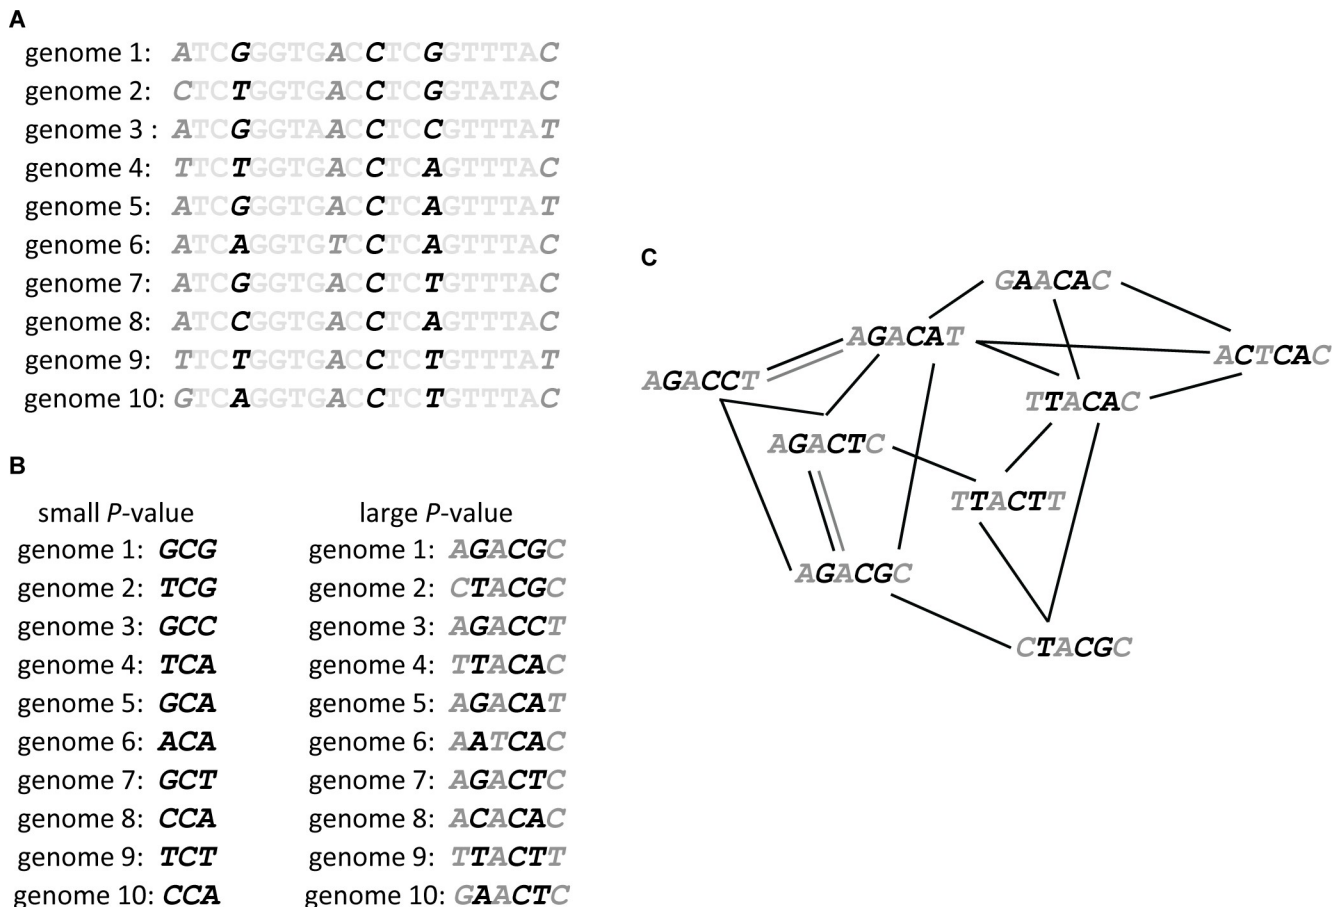 A
genome 1: ATCGGGTGACCTCGGTTTAC
genome 2: CTCTGGTGACCTCGGTATAC
genome 3 : ATCGGGTAACCTCCGTTTAT
genome 4: TTCTGGTGACCTCAGTTTAC
genome 5: ATCGGGTGACCTCAGTTTAT
genome 6: ATCAGGTGTCCTCAGTTTAC
genome 7: ATCGGGTGACCTCTGTTTAC
genome 8: ATCCGGTGACCTCAGTTTAC
genome 9: TTCTGGTGACCTCTGTTTAT
genome 10: GTCAGGTGACCTCTGTTTAC
B
small P-value
genome 1: GCG
genome 2: TCG
genome 3: GCC
genome 4: TCA
genome 5: GCA
genome 6: ACA
genome 7: GCT
genome 8: CCA
genome 9: TCT
genome 10: CCA
large P-value
genome 1: AGACGC
genome 2: CTACGC
genome 3: AGACCT
genome 4: TTACAC
genome 5: AGACAT
genome 6: AATCAC
genome 7: AGACTC
genome 8: ACACAC
genome 9: TTACTT
genome 10: GAACTC
C
GAACAC
AGACAT
ACTCAC
AGACCT
TTACAC
AGACTC
TTACTT
AGACGC
CTACGC